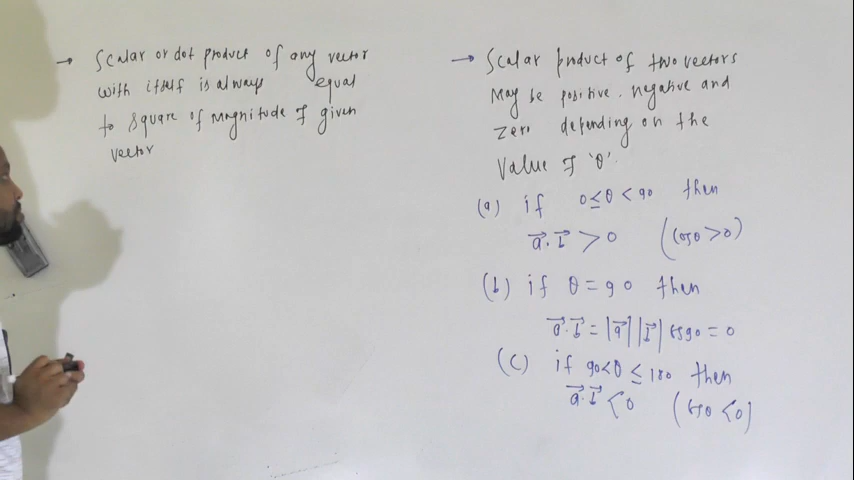 → Scalar or dot product of any vector
with itself is always equal
to square of magnitude of given
vector
→ Scalar product of two vectors
May be positive, negative and
zero depending on the
Value of 'θ'.
(a) if 0≤θ<90 then
a⃗.b⃗ > 0 (cosθ>0)
(b) if θ=90 then
a⃗.b⃗ = |a⃗||b⃗| cos90 = 0
(C) if 90<θ≤180 then
a⃗.b⃗ <0 (cosθ<0)